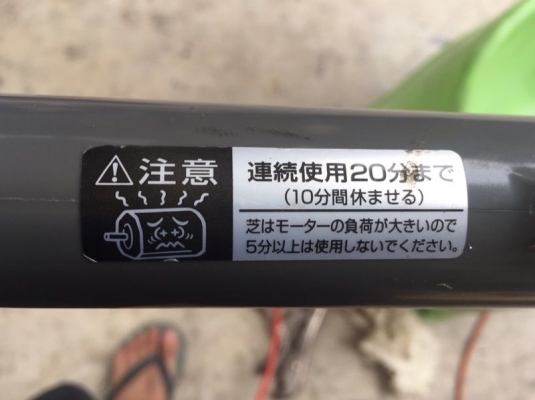 注意
連続使用20分まで
(10分間休ませる)
芝はモーターの負荷が大きいので
5分以上は使用しないでください。